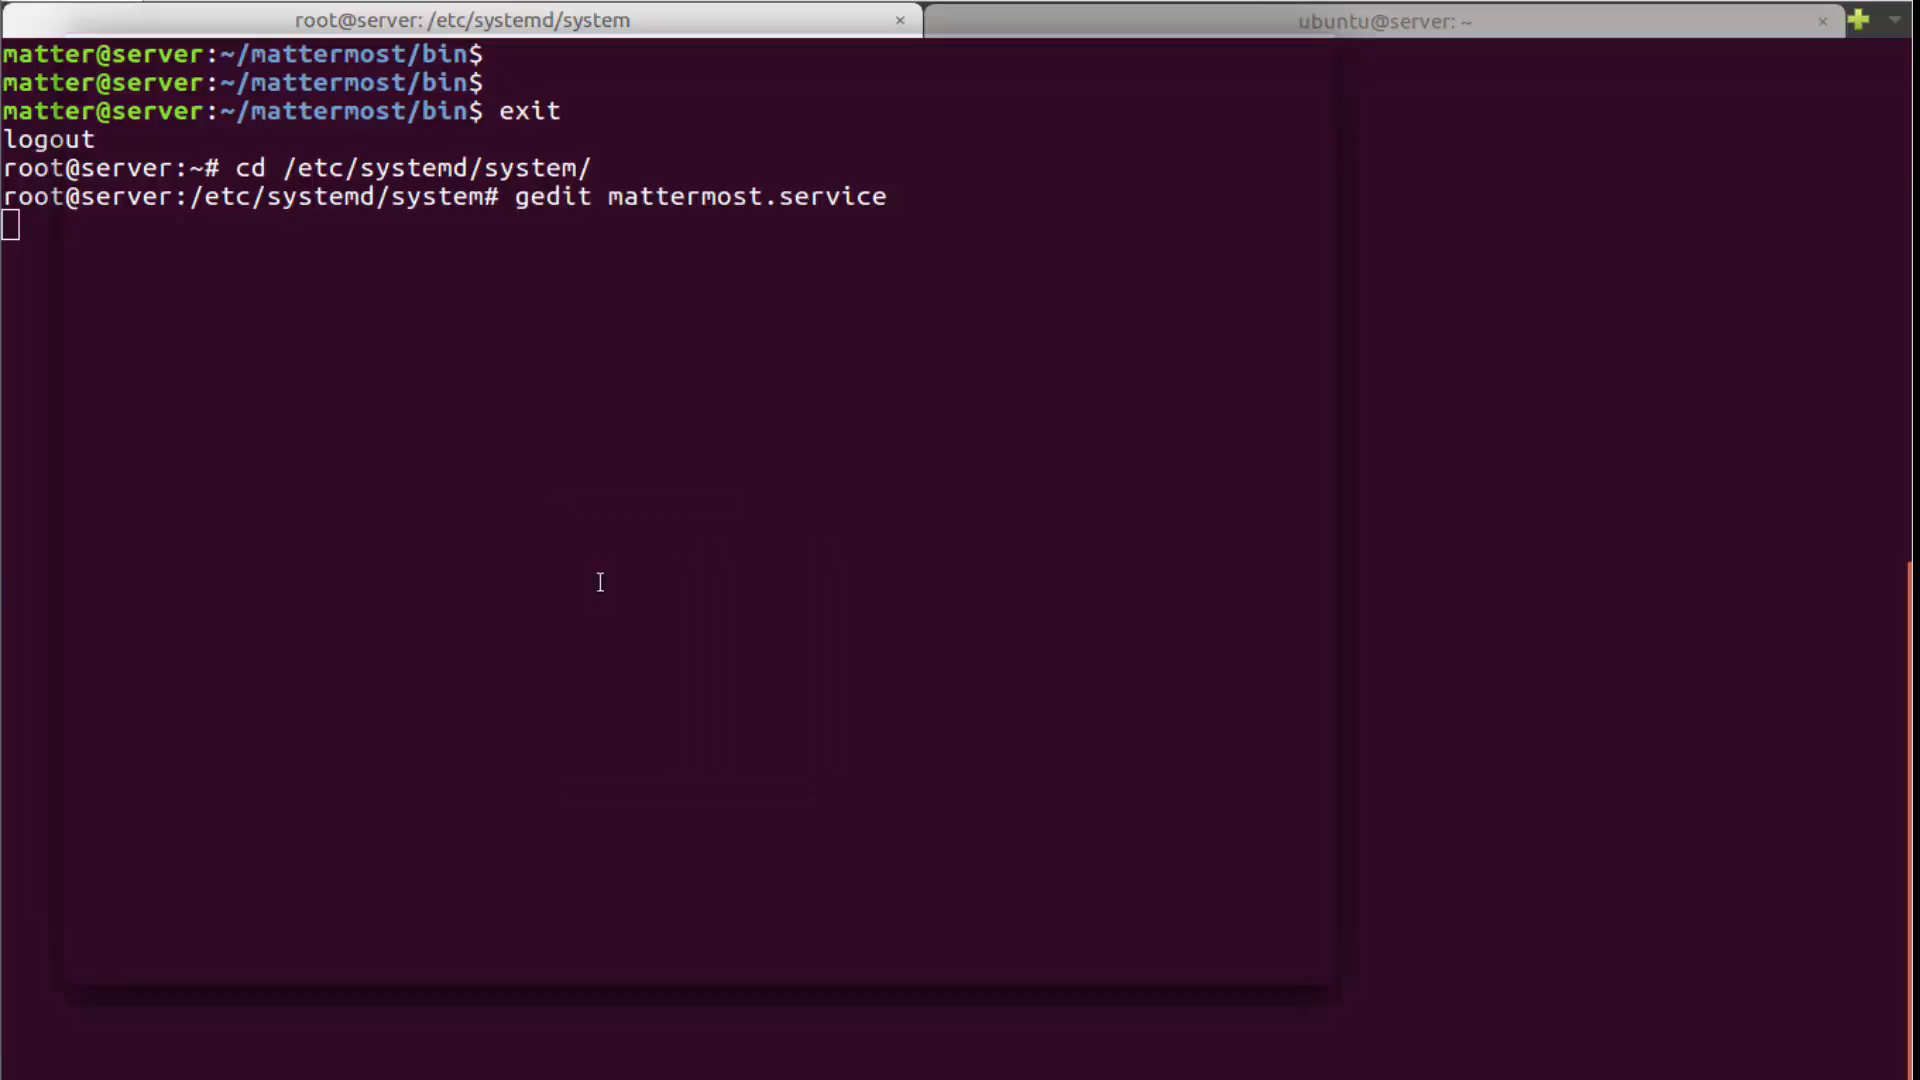 root@server: /etc/systemd/system × ubuntu@server: ~ ×
matter@server:~/mattermost/bin$
matter@server:~/mattermost/bin$
matter@server:~/mattermost/bin$ exit
logout
root@server:~# cd /etc/systemd/system/
root@server:/etc/systemd/system# gedit mattermost.service